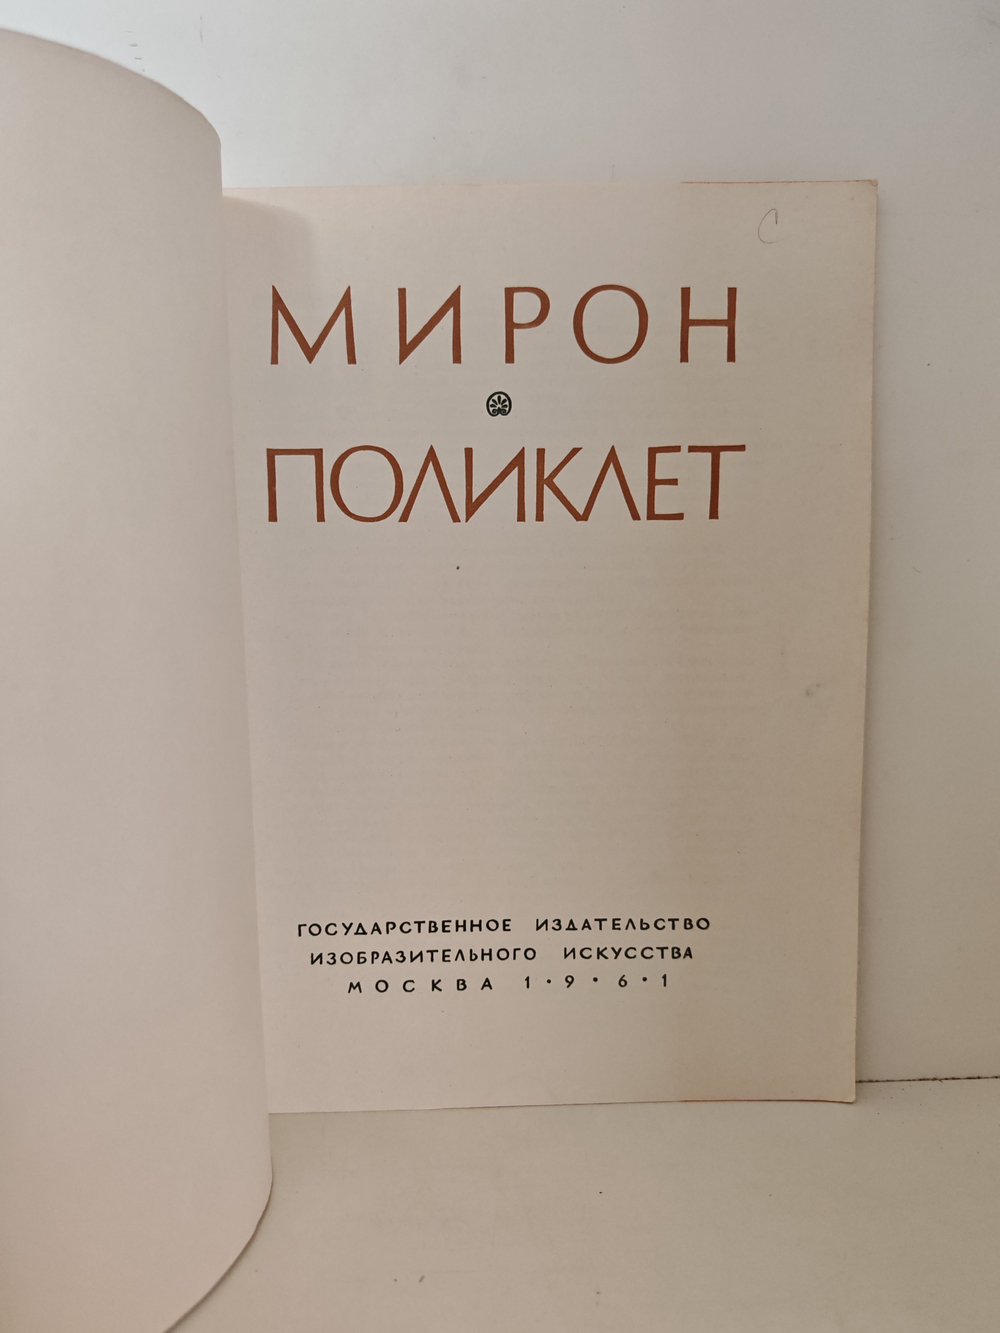 С
МИРОН
ПОЛИКЛЕТ
ГОСУДАРСТВЕННОЕ ИЗДАТЕЛЬСТВО
ИЗОБРАЗИТЕЛЬНОГО ИСКУССТВА
МОСКВА 1•9•6•1